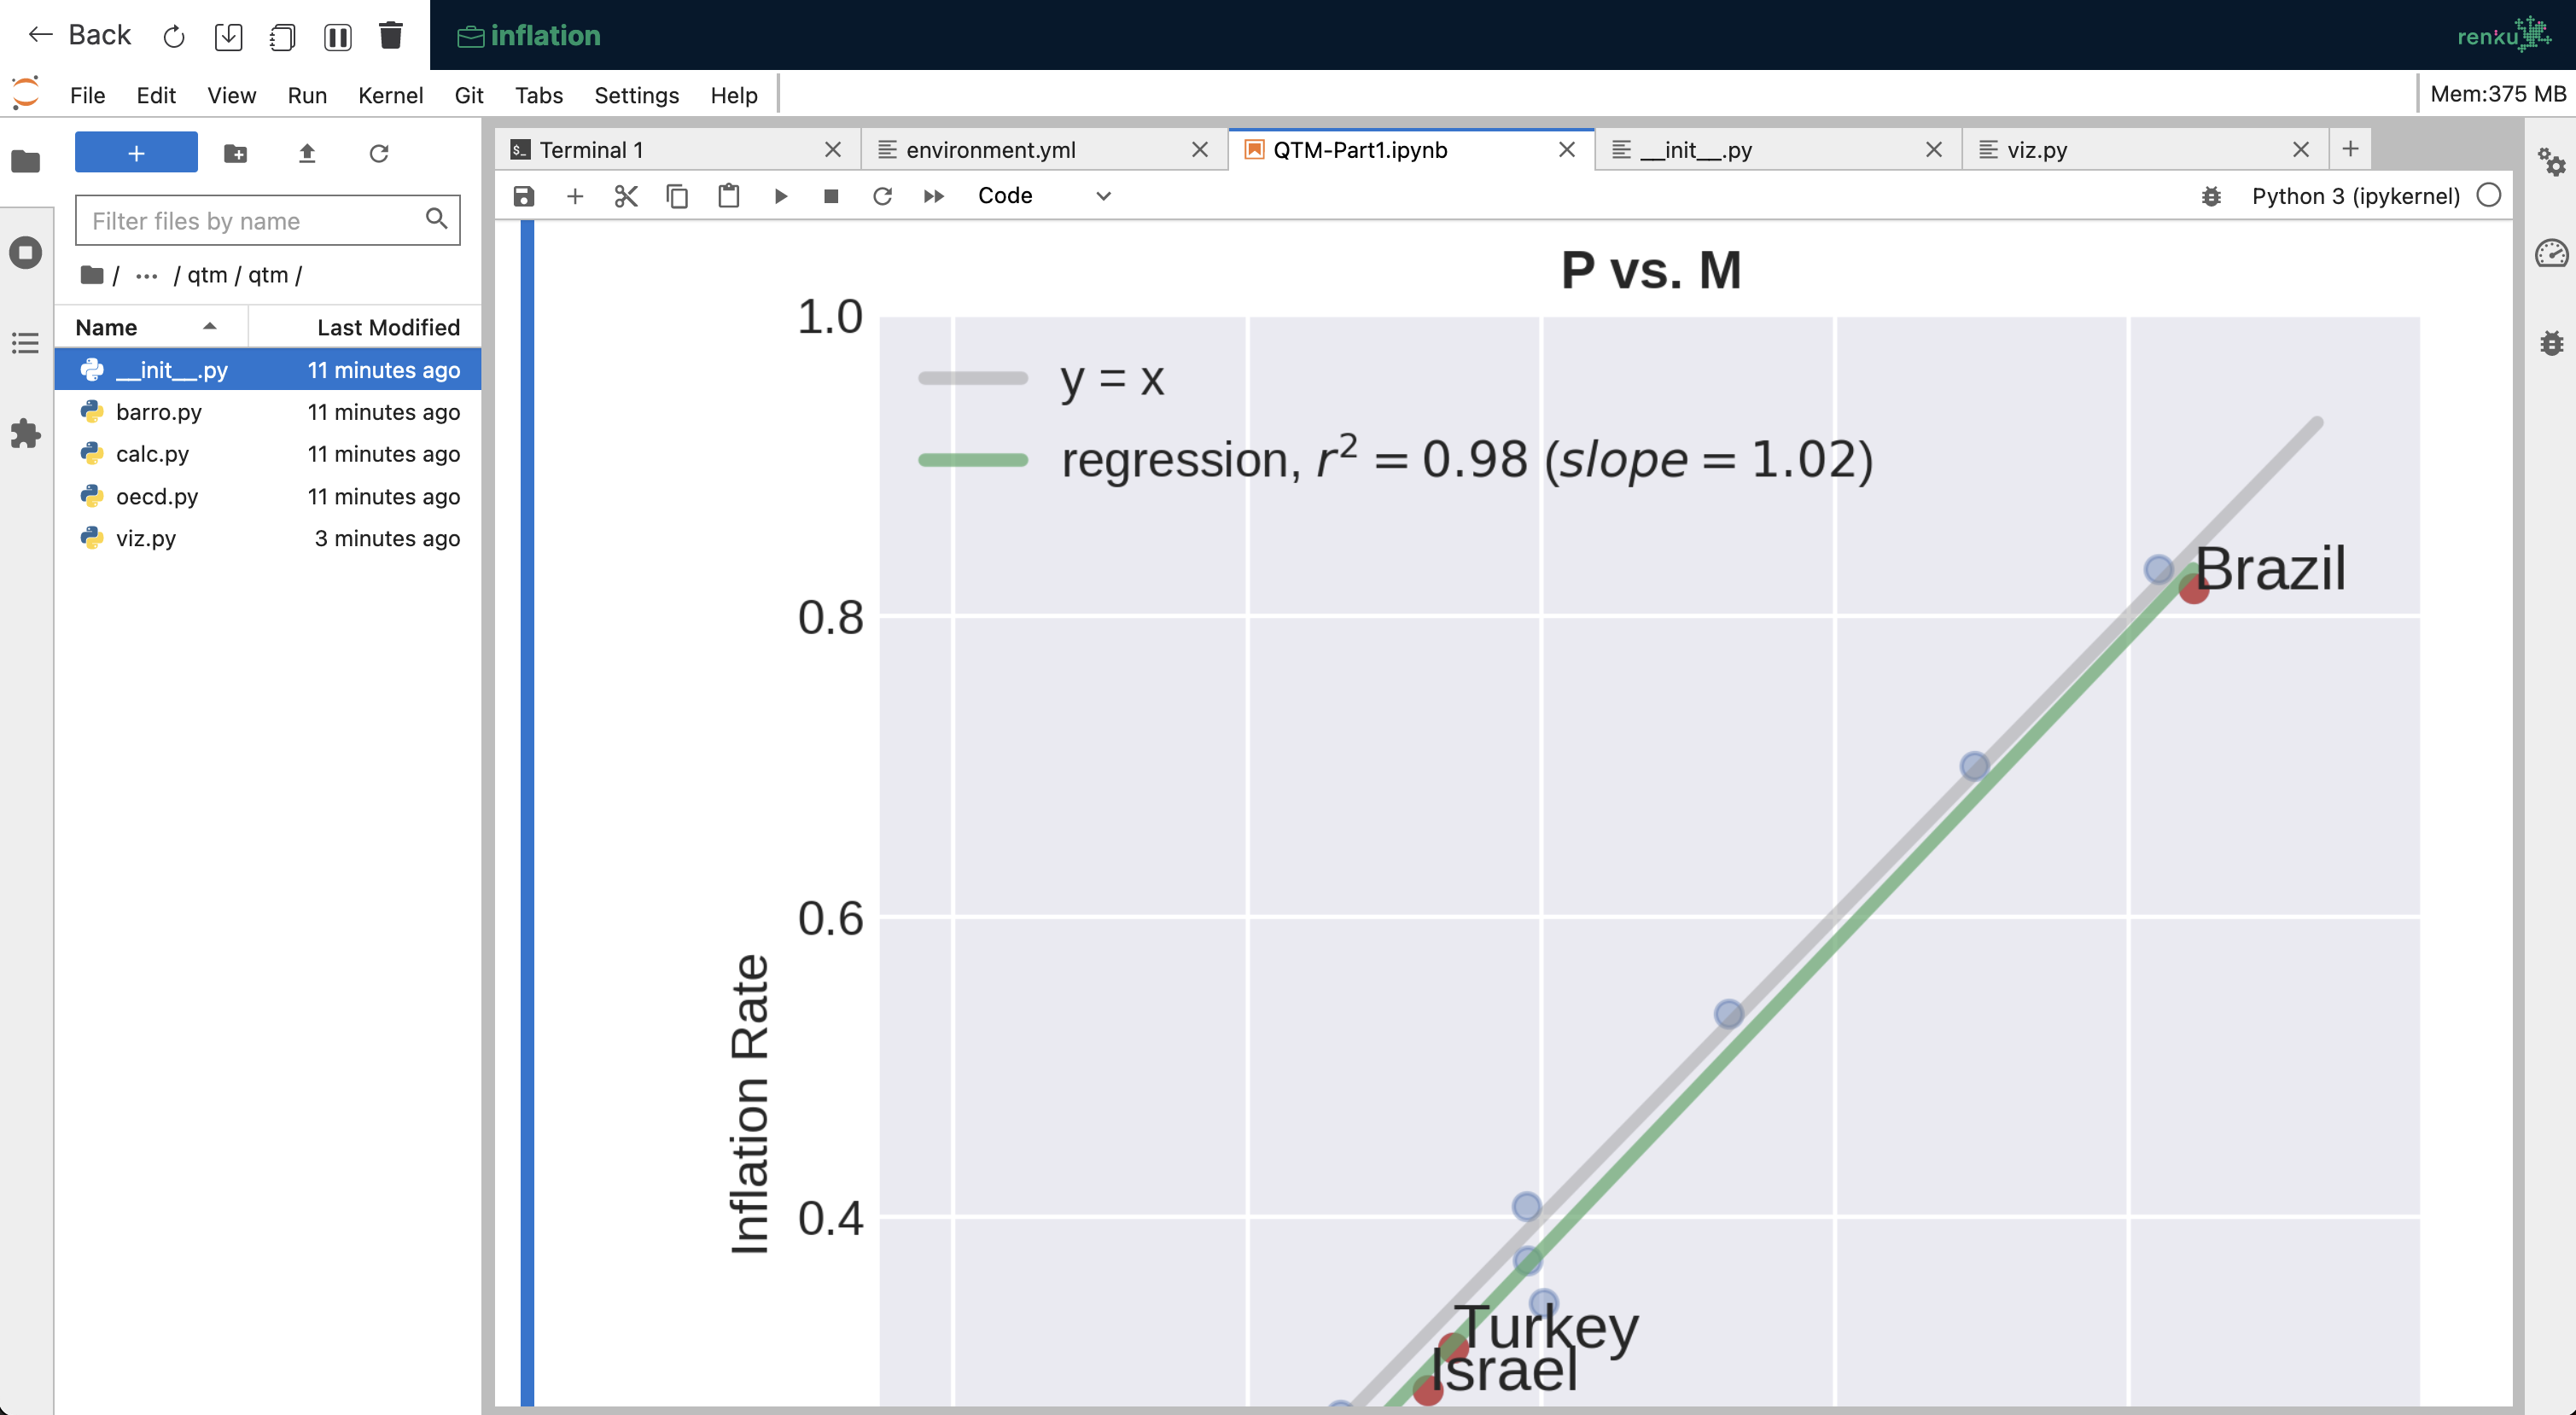 Back
inflation
renku
File Edit View Run Kernel Git Tabs Settings Help
Mem:375 MB
Terminal 1
environment.yml
QTM-Part1.ipynb
__init__.py
viz.py
Code
Python 3 (ipykernel)
Filter files by name
/ ··· / qtm / qtm /
Name Last Modified
__init__.py 11 minutes ago
barro.py 11 minutes ago
calc.py 11 minutes ago
oecd.py 11 minutes ago
viz.py 3 minutes ago
P vs. M
1.0
y = x
regression, r² = 0.98 (slope = 1.02)
Brazil
0.8
0.6
Inflation Rate
0.4
Turkey
Israel